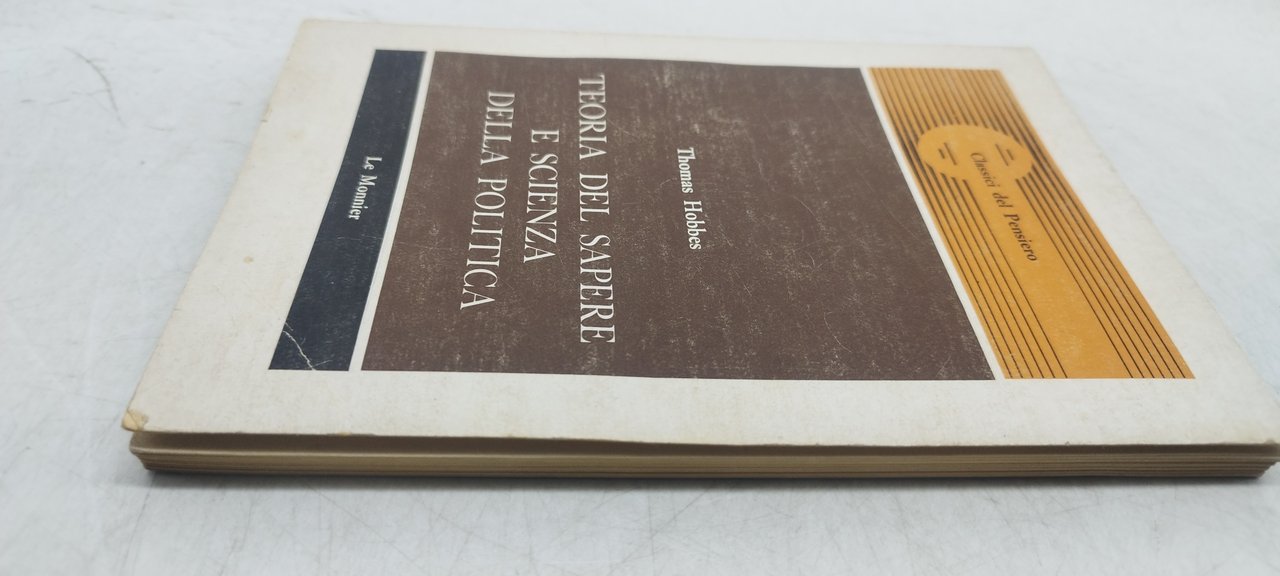 Classici del Pensiero
Thomas Hobbes
TEORIA DEL SAPERE
E SCIENZA
DELLA POLITICA
Le Monnier